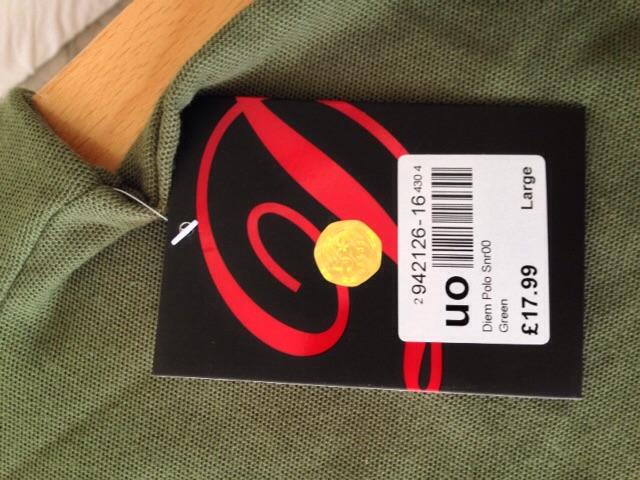 2 942126-16 430 4
uo
Diem Polo Snr00
Green
£17.99 Large